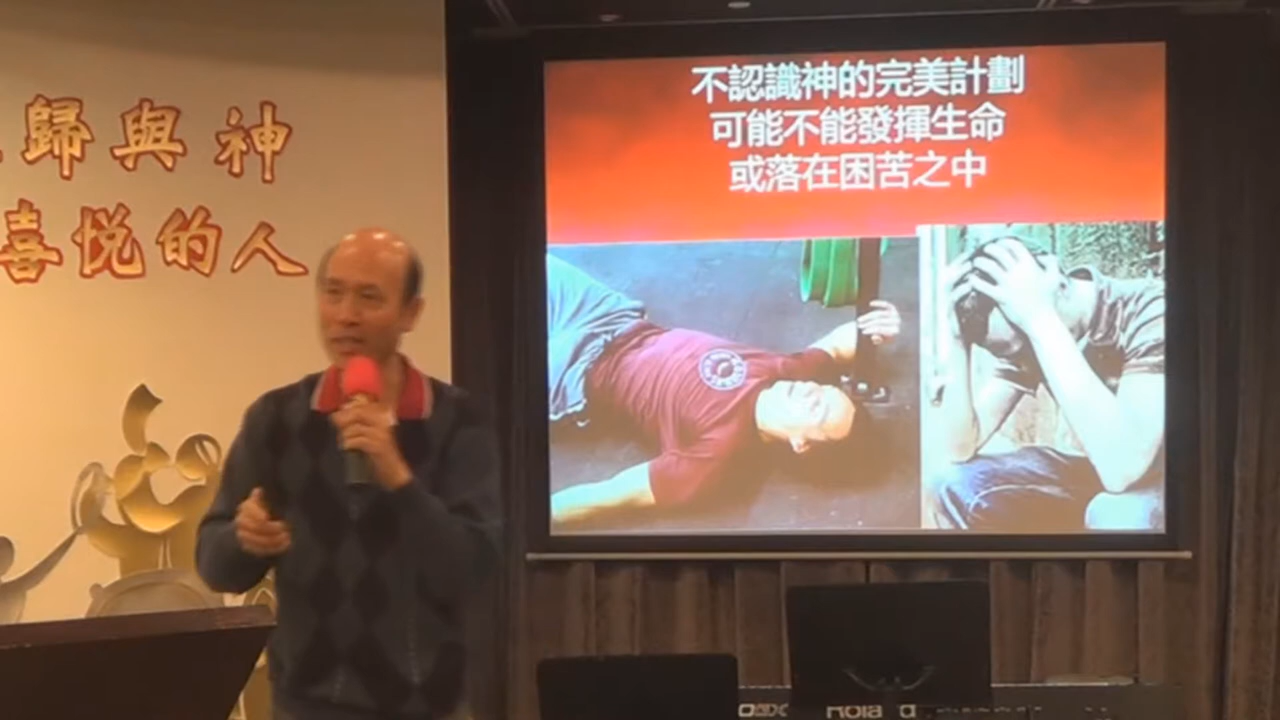 歸與神
喜悅的人
不認識神的完美計劃
可能不能發揮生命
或落在困苦之中
Roland